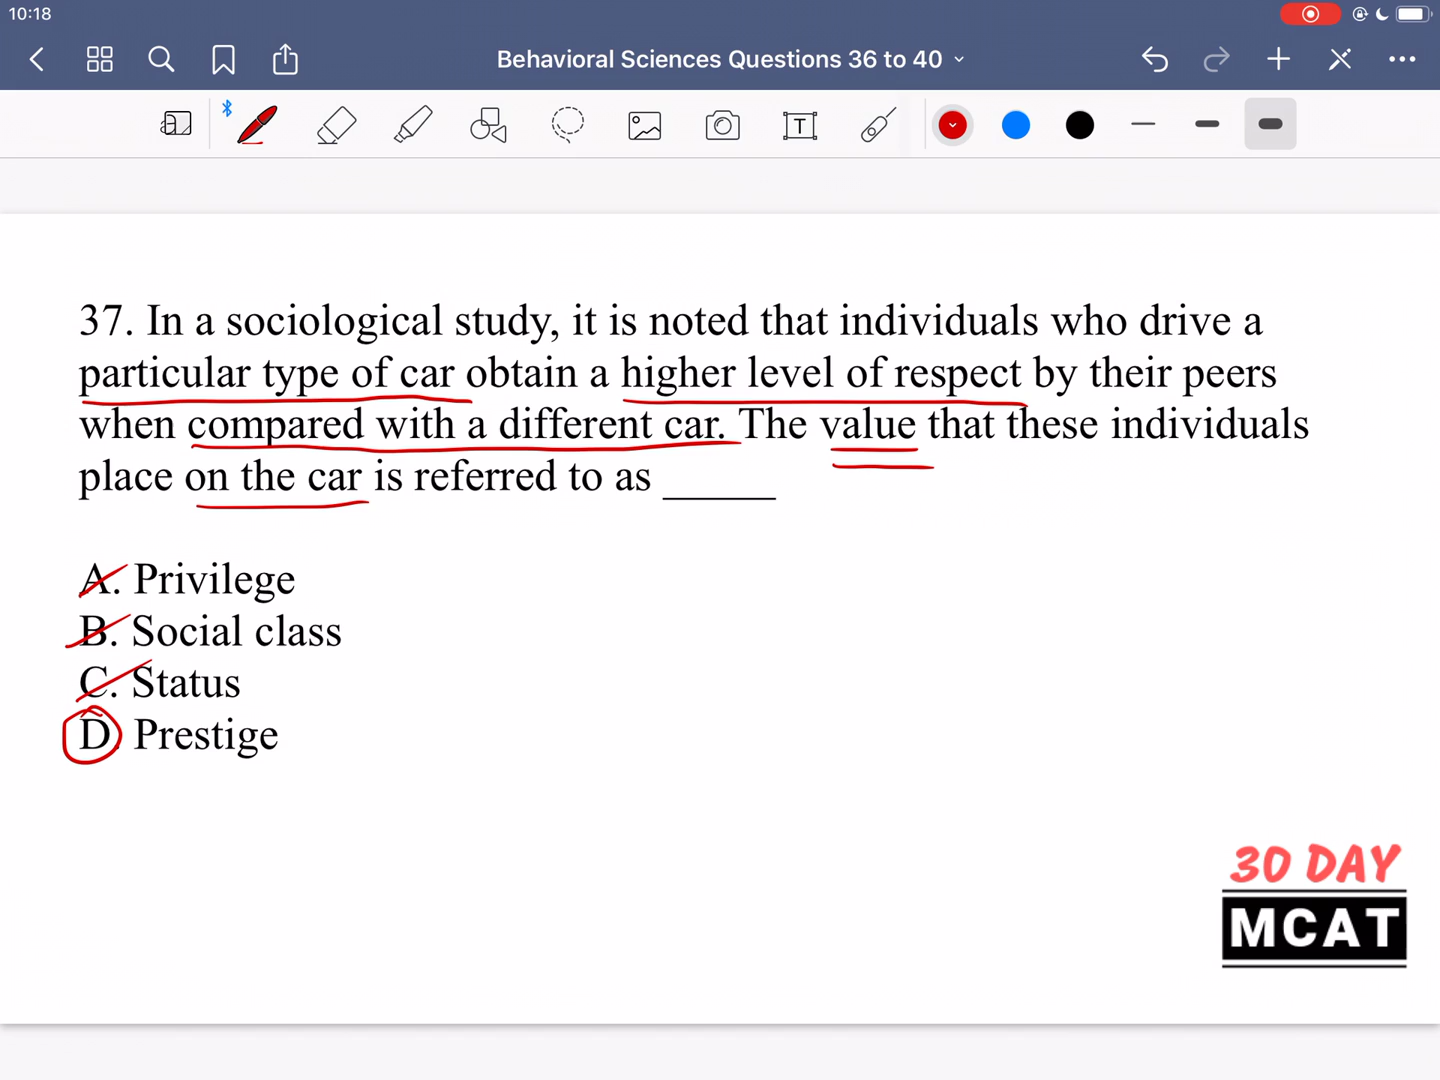 10:18
Behavioral Sciences Questions 36 to 40
37. In a sociological study, it is noted that individuals who drive a
particular type of car obtain a higher level of respect by their peers
when compared with a different car. The value that these individuals
place on the car is referred to as ______
A. Privilege
B. Social class
C. Status
D. Prestige
30 DAY
MCAT